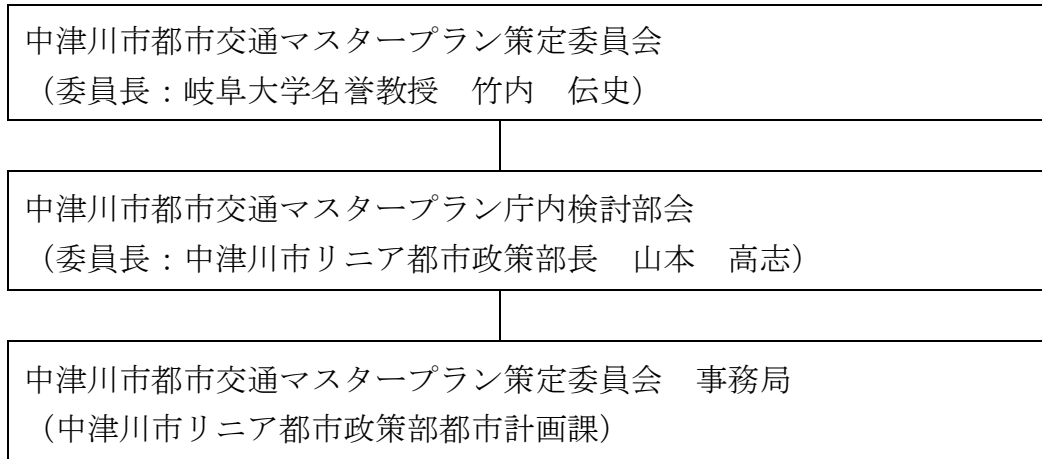 中津川市都市交通マスタープラン策定委員会
（委員長：岐阜大学名誉教授　竹内　伝史）
中津川市都市交通マスタープラン庁内検討部会
（委員長：中津川市リニア都市政策部長　山本　高志）
中津川市都市交通マスタープラン策定委員会　事務局
（中津川市リニア都市政策部都市計画課）